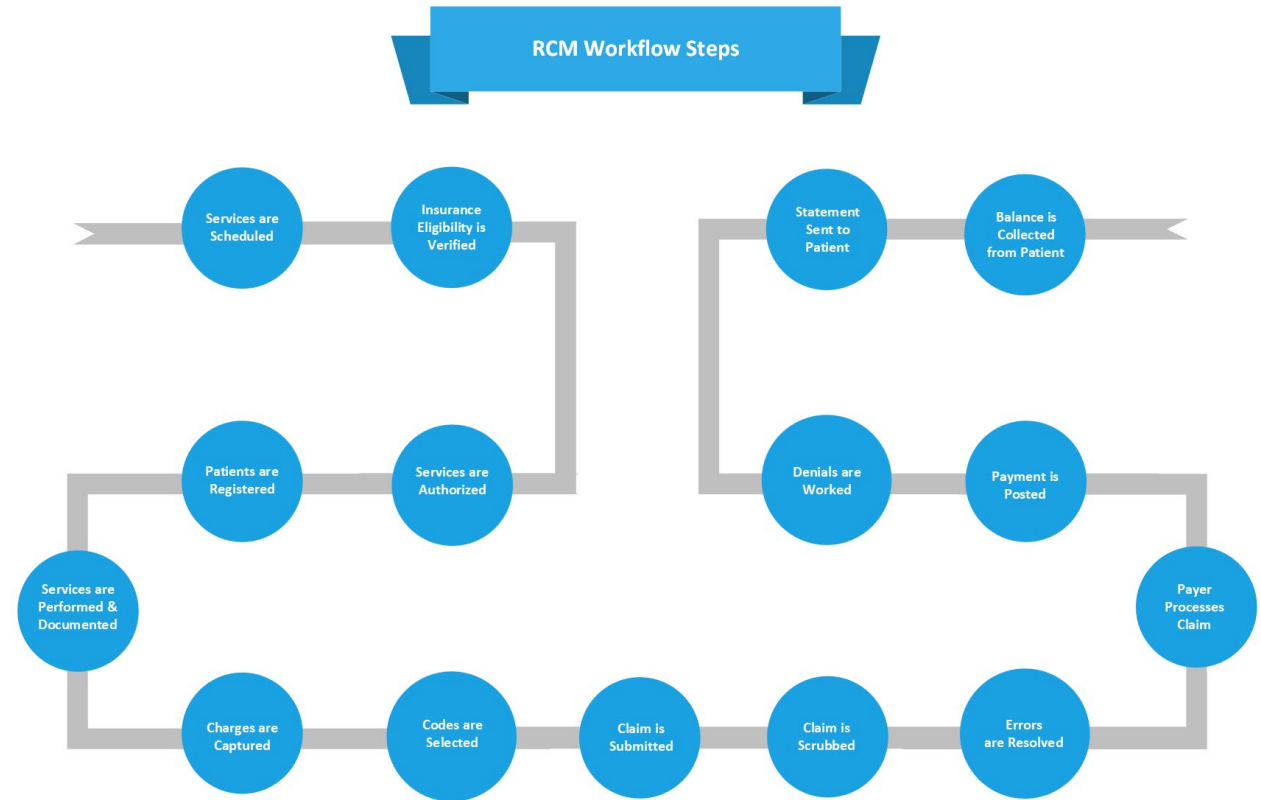 RCM Workflow Steps
Services are
Scheduled
Insurance
Eligibility is
Verified
Services are
Authorized
Patients are
Registered
Services are
Performed &
Documented
Charges are
Captured
Codes are
Selected
Claim is
Submitted
Claim is
Scrubbed
Errors
are Resolved
Payer
Processes
Claim
Payment is
Posted
Denials are
Worked
Statement
Sent to
Patient
Balance is
Collected
from Patient